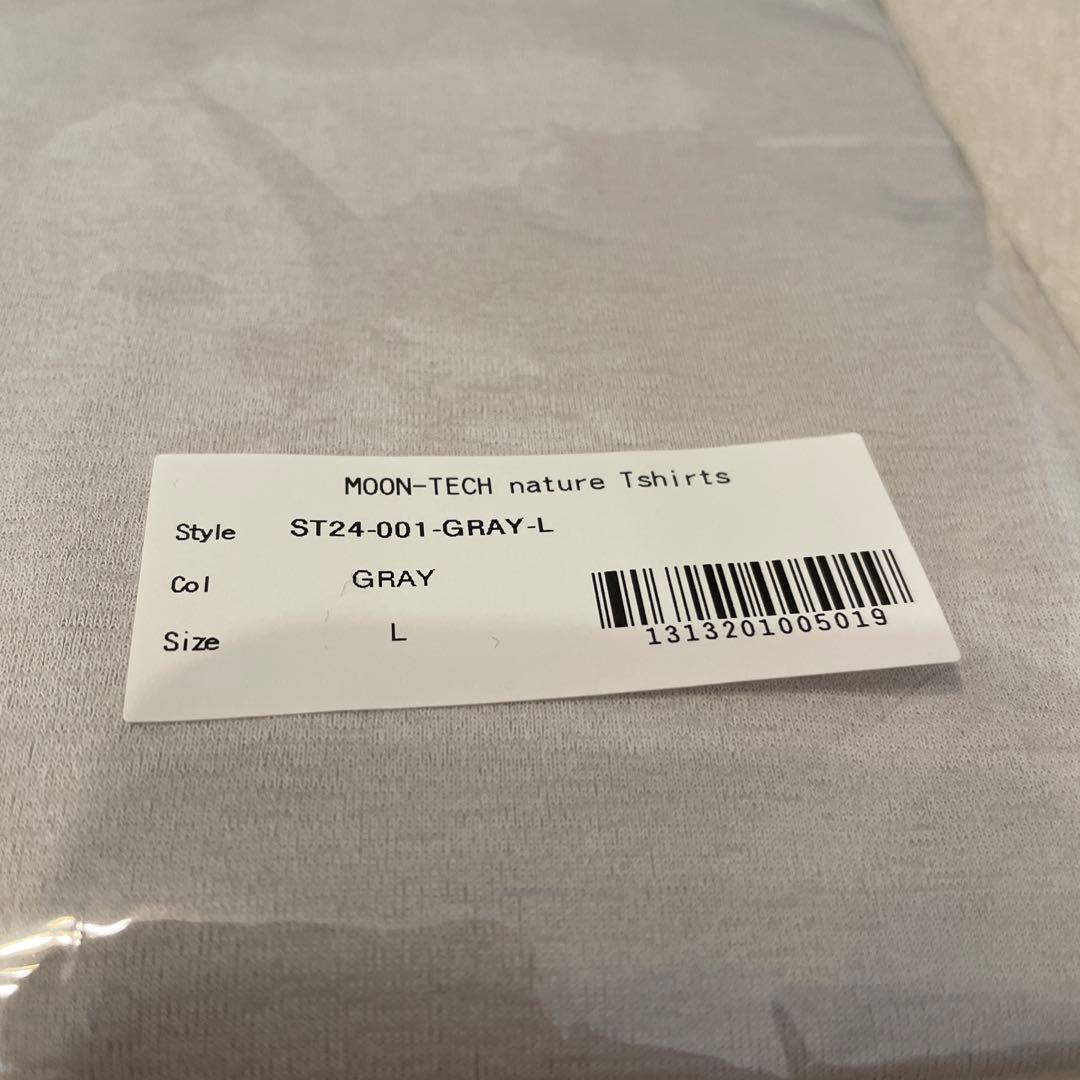 MOON-TECH nature Tshirts
Style ST24-001-GRAY-L
Col GRAY
Size L
1313201005019